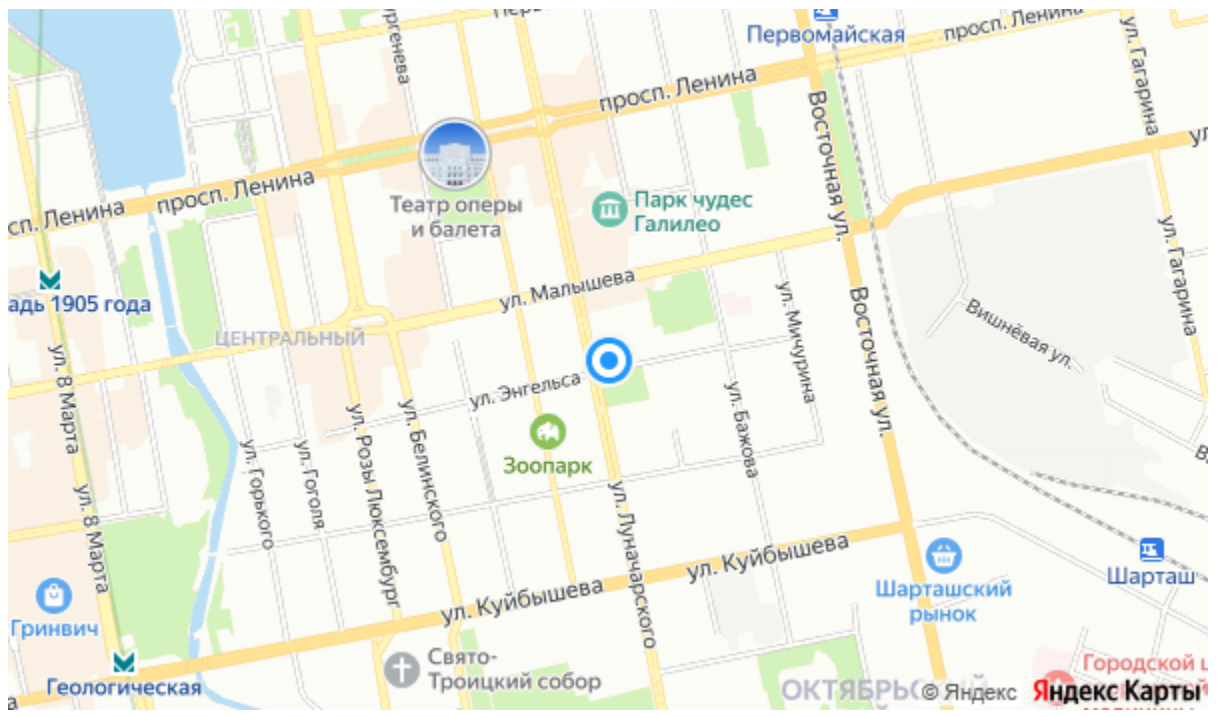 Первомайская
просп. Ленина
ул. Гагарина
просп. Ленина
Восточная ул.
просп. Ленина
Ленина
Театр оперы
и балета
Парк чудес
Галилео
ул. Малышева
1905 года
ЦЕНТРАЛЬНЫЙ
ул. Мичурина
Восточная ул.
ул. Гагарина
Вишнёвая ул.
ул. 8 Марта
ул. Энгельса
ул. Бажова
Зоопарк
ул. Горького
ул. Гоголя
ул. Розы Люксембург
ул. Белинского
ул. 8 Марта
ул. Луначарского
ул. Куйбышева
ул. Куйбышева
Шарташ
Шарташский
рынок
Гринвич
Геологическая
Свято-
Троицкий собор
Городской
© Яндекс
Яндекс Карты